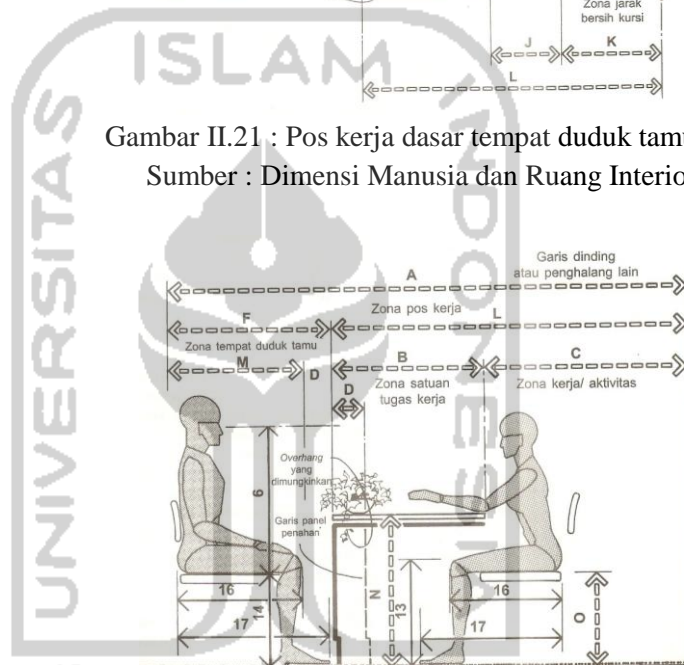 Zona jarak
bersih kursi
J
K
L
Gambar II.21 : Pos kerja dasar tempat duduk tamu
Sumber : Dimensi Manusia dan Ruang Interio
Garis dinding
atau penghalang lain
A
Zona pos kerja
F
L
Zona tempat duduk tamu
M
D
B
C
D
Zona satuan
tugas kerja
Zona kerja/ aktivitas
Overhang
yang
dimungkinkan
6
Garis panel
penahan
N
16
14
13
16
O
17
17
UNIVERSITAS
ISLAM
INDONESIA